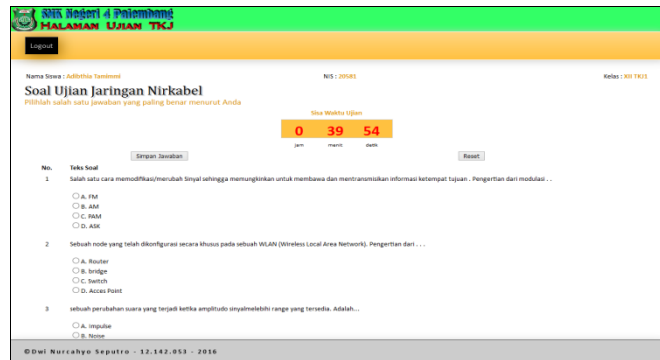 SMK Negeri 4 Palembang
HALAMAN UJIAN TKJ
Logout
Nama Siswa : Adibthia Tamimmi
NIS : 20581
Kelas : XII TKJ1
Soal Ujian Jaringan Nirkabel
Pilihlah salah satu jawaban yang paling benar menurut Anda
Sisa Waktu Ujian
0 39 54
jam menit detik
Simpan Jawaban Reset
No. Teks Soal
1 Salah satu cara memodifikasi/merubah Sinyal sehingga memungkinkan untuk membawa dan mentransmisikan informasi ketempat tujuan . Pengertian dari modulasi . .
A. FM
B. AM
C. PAM
D. ASK
2 Sebuah node yang telah dikonfigurasi secara khusus pada sebuah WLAN (Wireless Local Area Network). Pengertian dari . . .
A. Router
B. bridge
C. Switch
D. Acces Point
3 sebuah perubahan suara yang terjadi ketika amplitudo sinyalmelebihi range yang tersedia. Adalah...
A. Impulse
B. Noise
©Dwi Nurcahyo Seputro - 12.142.053 - 2016